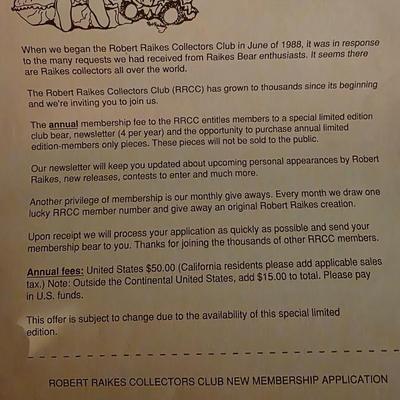 When we began the Robert Raikes Collectors Club in June of 1988, it was in response
to the many requests we had received from Raikes Bear enthusiasts. It seems there
are Raikes collectors all over the world.
The Robert Raikes Collectors Club (RRCC) has grown to thousands since its beginning
and we're inviting you to join us.
The annual membership fee to the RRCC entitles members to a special limited edition
club bear, newsletter (4 per year) and the opportunity to purchase annual limited
edition-members only pieces. These pieces will not be sold to the public.
Our newsletter will keep you updated about upcoming personal appearances by Robert
Raikes, new releases, contests to enter and much more.
Another privilege of membership is our monthly give aways. Every month we draw one
lucky RRCC member number and give away an original Robert Raikes creation.
Upon receipt we will process your application as quickly as possible and send your
membership bear to you. Thanks for joining the thousands of other RRCC members.
Annual fees: United States $50.00 (California residents please add applicable sales
tax.) Note: Outside the Continental United States, add $15.00 to total. Please pay
in U.S. funds.
This offer is subject to change due to the availability of this special limited
edition.
ROBERT RAIKES COLLECTORS CLUB NEW MEMBERSHIP APPLICATION